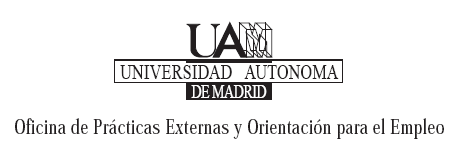 UAM
UNIVERSIDAD AUTONOMA
DE MADRID
Oficina de Prácticas Externas y Orientación para el Empleo